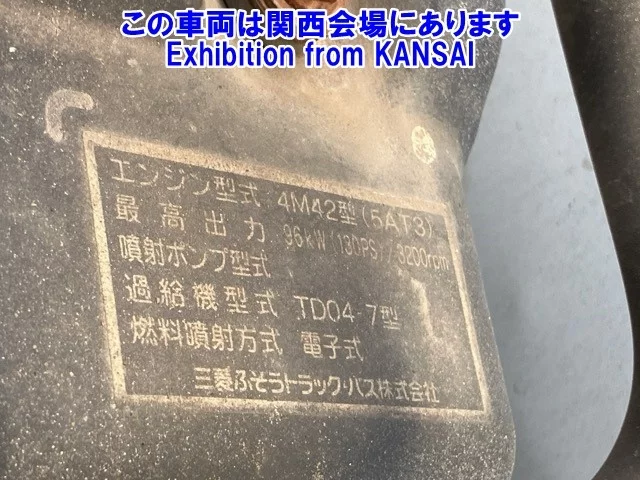 この車両は関西会場にあります
Exhibition from KANSAI
エンジン型式 4M42型(5AT3)
最高出力 96kW(130PS)/3200rpm
噴射ポンプ型式
過給機型式 TD04-7型
燃料噴射方式 電子式
三菱ふそうトラック・バス株式会社